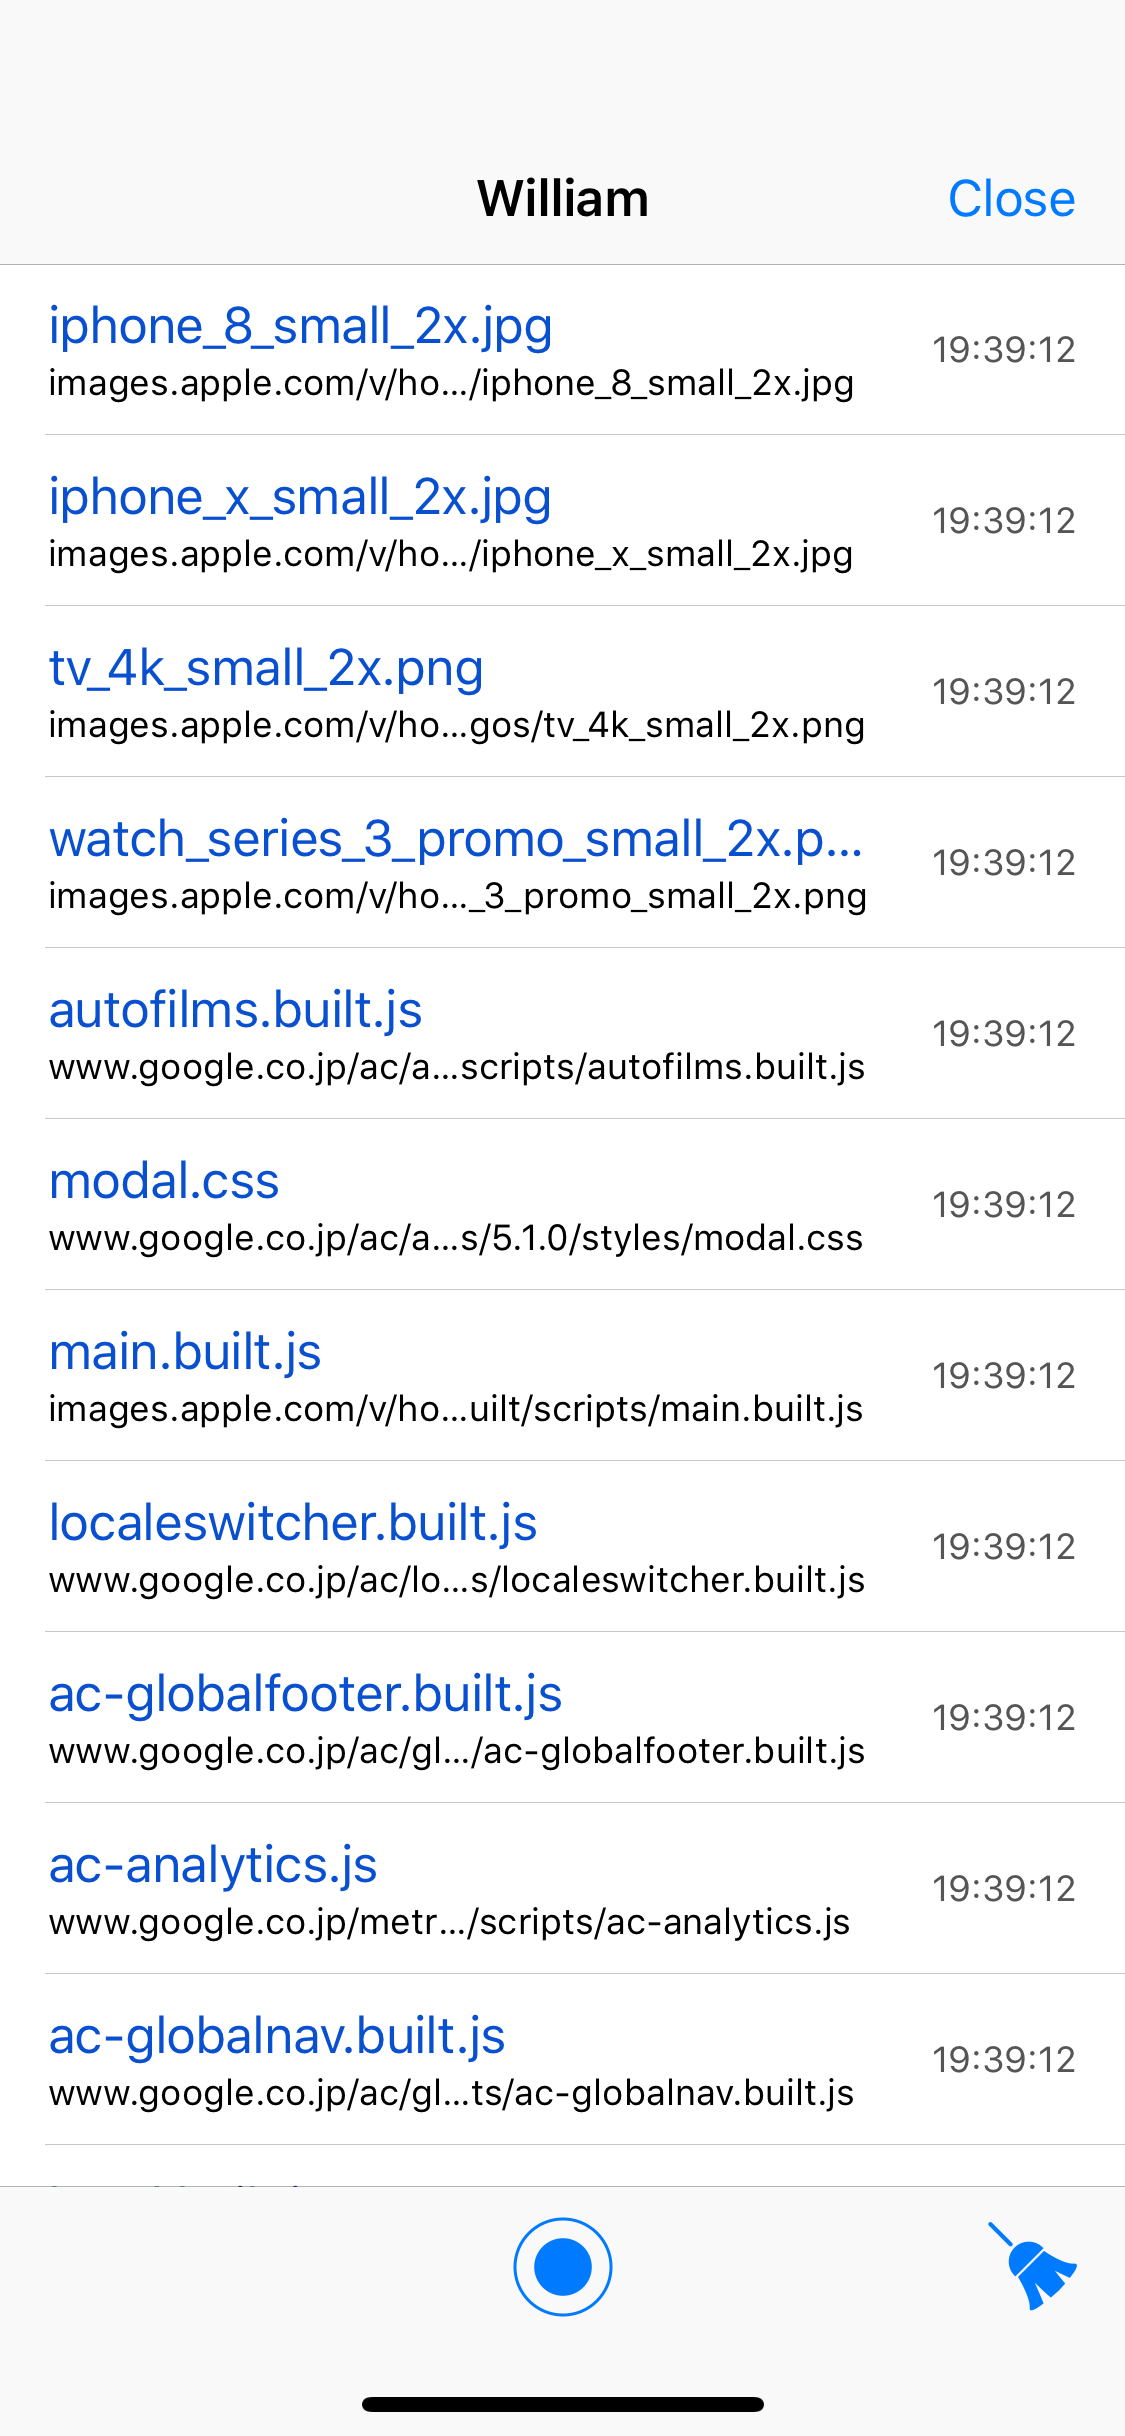 William
Close
iphone_8_small_2x.jpg
images.apple.com/v/ho.../iphone_8_small_2x.jpg
19:39:12
iphone_x_small_2x.jpg
images.apple.com/v/ho.../iphone_x_small_2x.jpg
19:39:12
tv_4k_small_2x.png
images.apple.com/v/ho...gos/tv_4k_small_2x.png
19:39:12
watch_series_3_promo_small_2x.p...
images.apple.com/v/ho..._3_promo_small_2x.png
19:39:12
autofilms.built.js
www.google.co.jp/ac/a...scripts/autofilms.built.js
19:39:12
modal.css
www.google.co.jp/ac/a...s/5.1.0/styles/modal.css
19:39:12
main.built.js
images.apple.com/v/ho...uilt/scripts/main.built.js
19:39:12
localeswitcher.built.js
www.google.co.jp/ac/lo...s/localeswitcher.built.js
19:39:12
ac-globalfooter.built.js
www.google.co.jp/ac/gl.../ac-globalfooter.built.js
19:39:12
ac-analytics.js
www.google.co.jp/metr.../scripts/ac-analytics.js
19:39:12
ac-globalnav.built.js
www.google.co.jp/ac/gl...ts/ac-globalnav.built.js
19:39:12